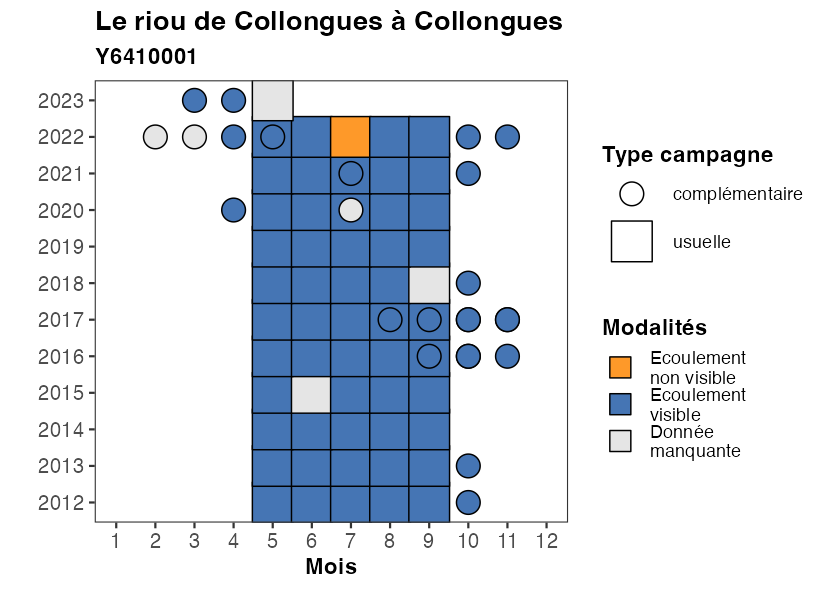 Le riou de Collongues à Collongues
Y6410001
2023
2022
2021
2020
2019
2018
2017
2016
2015
2014
2013
2012
1 2 3 4 5 6 7 8 9 10 11 12
Mois
Type campagne
complémentaire
usuelle
Modalités
Ecoulement
non visible
Ecoulement
visible
Donnée
manquante